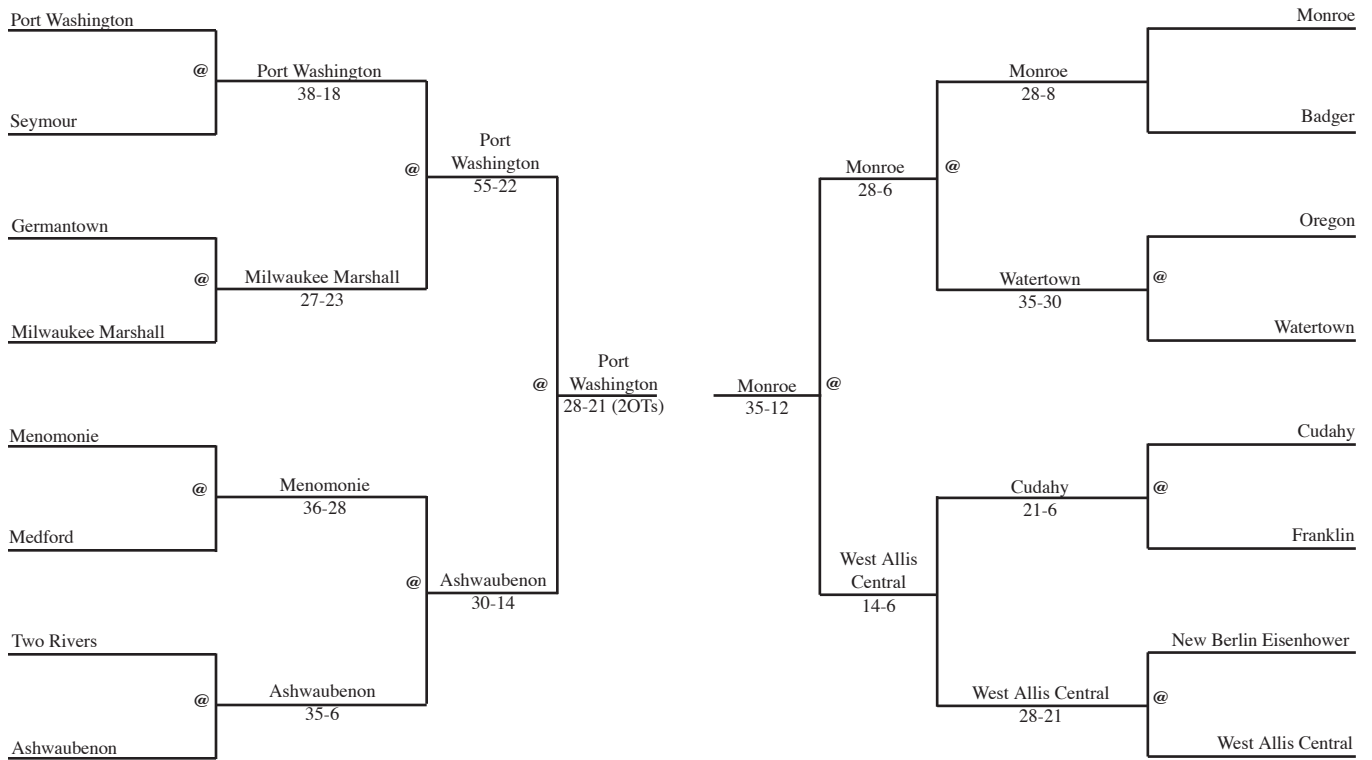 Port Washington
@
Port Washington
38-18
Seymour
@
Port
Washington
55-22
Germantown
@
Milwaukee Marshall
27-23
Milwaukee Marshall
@
Port
Washington
28-21 (2OTs)
Menomonie
@
Menomonie
36-28
Medford
@
Ashwaubenon
30-14
Two Rivers
@
Ashwaubenon
35-6
Ashwaubenon
Monroe
Monroe
28-8
Badger
Monroe
28-6
@
Oregon
Watertown
35-30
@
Watertown
Monroe
35-12
@
Cudahy
Cudahy
21-6
@
Franklin
West Allis
Central
14-6
New Berlin Eisenhower
West Allis Central
28-21
@
West Allis Central